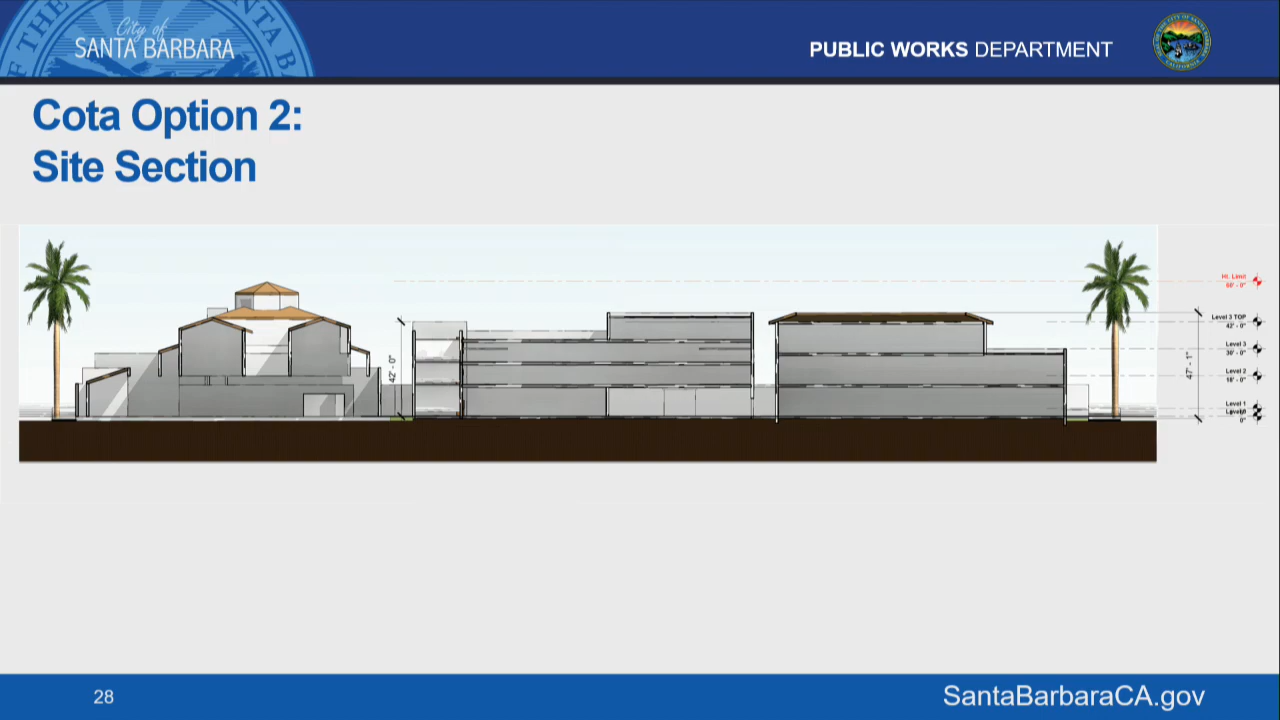 City of
SANTA BARBARA
PUBLIC WORKS DEPARTMENT
Cota Option 2:
Site Section
Ht. Limit
60' - 0"
Level 3 TOP
42' - 0"
Level 3
30' - 0"
Level 2
18' - 0"
Level 1
0"
42' - 0"
47' - 1"
28
SantaBarbaraCA.gov